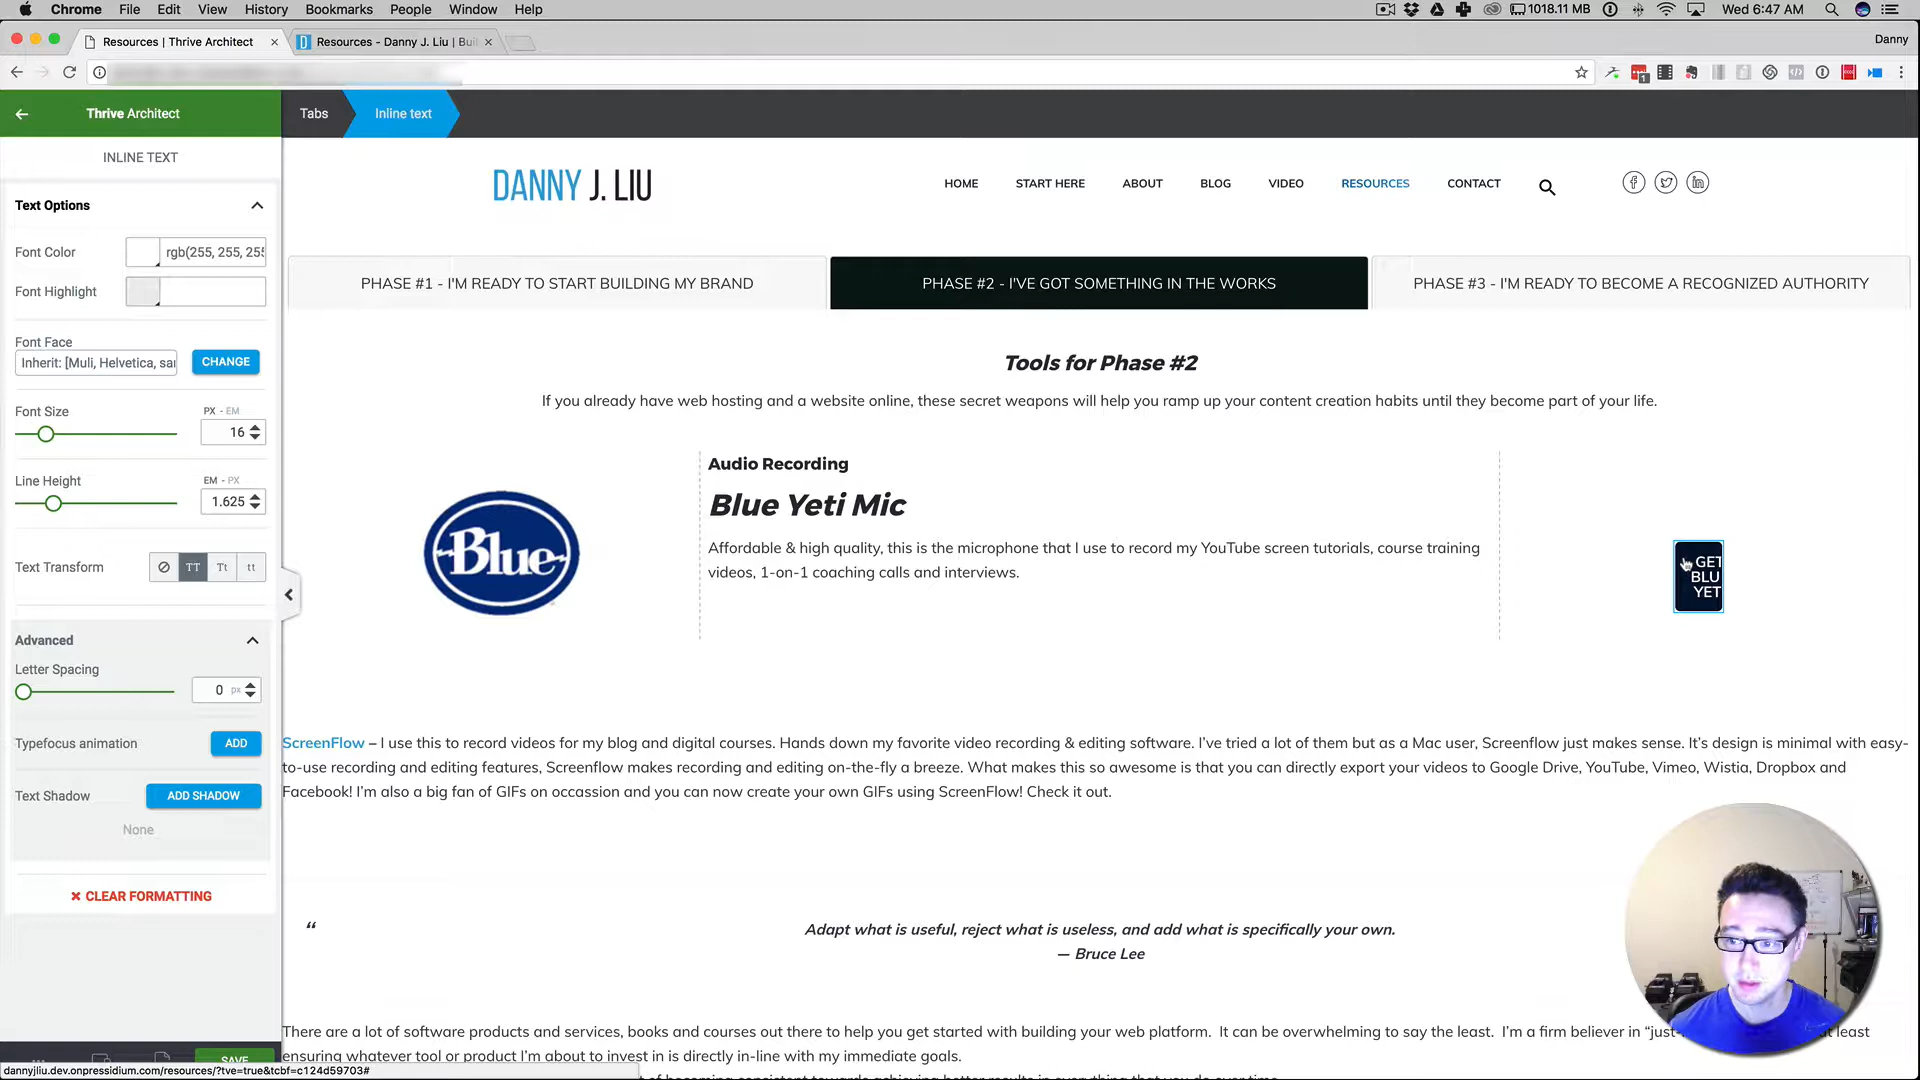 Chrome File Edit View History Bookmarks People Window Help 1018.11 MB Wed 6:47 AM
Resources | Thrive Architect Resources - Danny J. Liu | Buil Danny
Thrive Architect Tabs Inline text
INLINE TEXT
DANNY J. LIU HOME START HERE ABOUT BLOG VIDEO RESOURCES CONTACT
Text Options
Font Color rgb(255, 255, 255
Font Highlight
PHASE #1 - I'M READY TO START BUILDING MY BRAND PHASE #2 - I'VE GOT SOMETHING IN THE WORKS PHASE #3 - I'M READY TO BECOME A RECOGNIZED AUTHORITY
Font Face
Inherit: [Muli, Helvetica, sa CHANGE
Tools for Phase #2
If you already have web hosting and a website online, these secret weapons will help you ramp up your content creation habits until they become part of your life.
Font Size PX - EM
16
Line Height EM - PX
1.625
Audio Recording
Blue Yeti Mic
Affordable & high quality, this is the microphone that I use to record my YouTube screen tutorials, course training
videos, 1-on-1 coaching calls and interviews.
Blue
GET
BLU
YET
Text Transform TT Tt tt
Advanced
Letter Spacing
0 px
Typefocus animation ADD
Text Shadow ADD SHADOW
None
CLEAR FORMATTING
ScreenFlow – I use this to record videos for my blog and digital courses. Hands down my favorite video recording & editing software. I've tried a lot of them but as a Mac user, Screenflow just makes sense. It's design is minimal with easy-
to-use recording and editing features, Screenflow makes recording and editing on-the-fly a breeze. What makes this so awesome is that you can directly export your videos to Google Drive, YouTube, Vimeo, Wistia, Dropbox and
Facebook! I'm also a big fan of GIFs on occassion and you can now create your own GIFs using ScreenFlow! Check it out.
“
Adapt what is useful, reject what is useless, and add what is specifically your own.
— Bruce Lee
There are a lot of software products and services, books and courses out there to help you get started with building your web platform. It can be overwhelming to say the least. I'm a firm believer in “just- at least
ensuring whatever tool or product I'm about to invest in is directly in-line with my immediate goals.
SAVE
dannyjliu.dev.onpressidium.com/resources/?tve=true&tcbf=c124d59703#